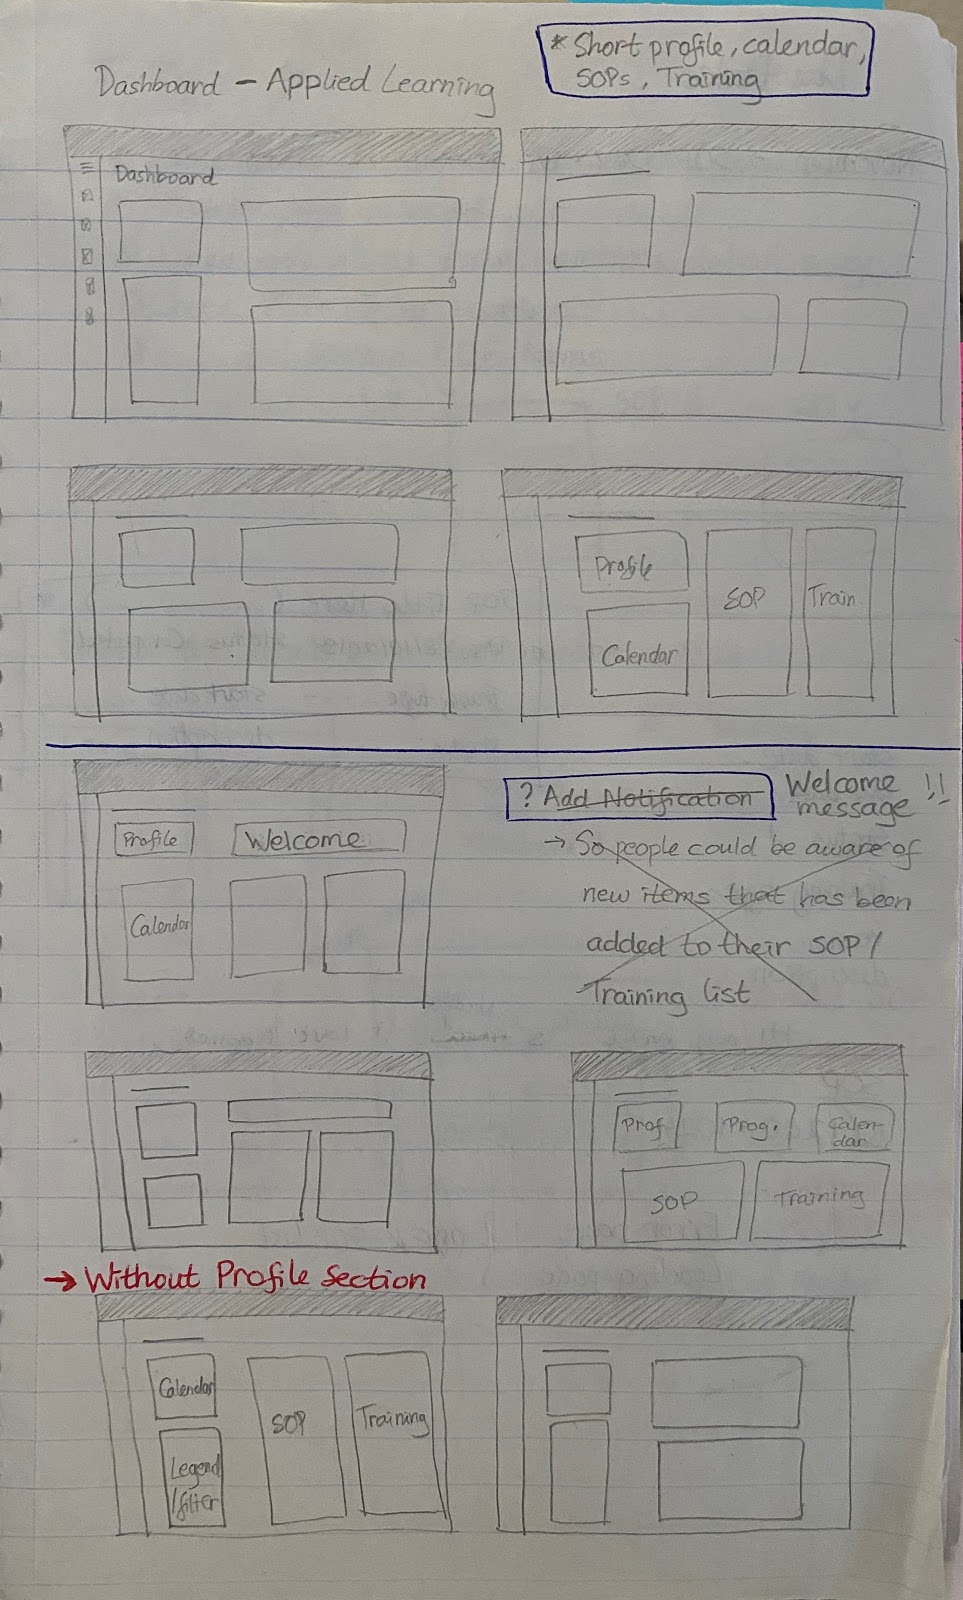 Dashboard - Applied Learning
* Short profile, calendar,
SOPs, Training
Dashboard
Profile
SOP
Train
Calendar
Profile
Welcome
Calendar
? Add Notification
Welcome
message !!
→ So people could be aware of
new items that has been
added to their SOP/
Training list
Prof
Prog.
Calen-
dar
SOP
Training
→ Without Profile Section
Calendar
SOP
Training
Legend
/filter